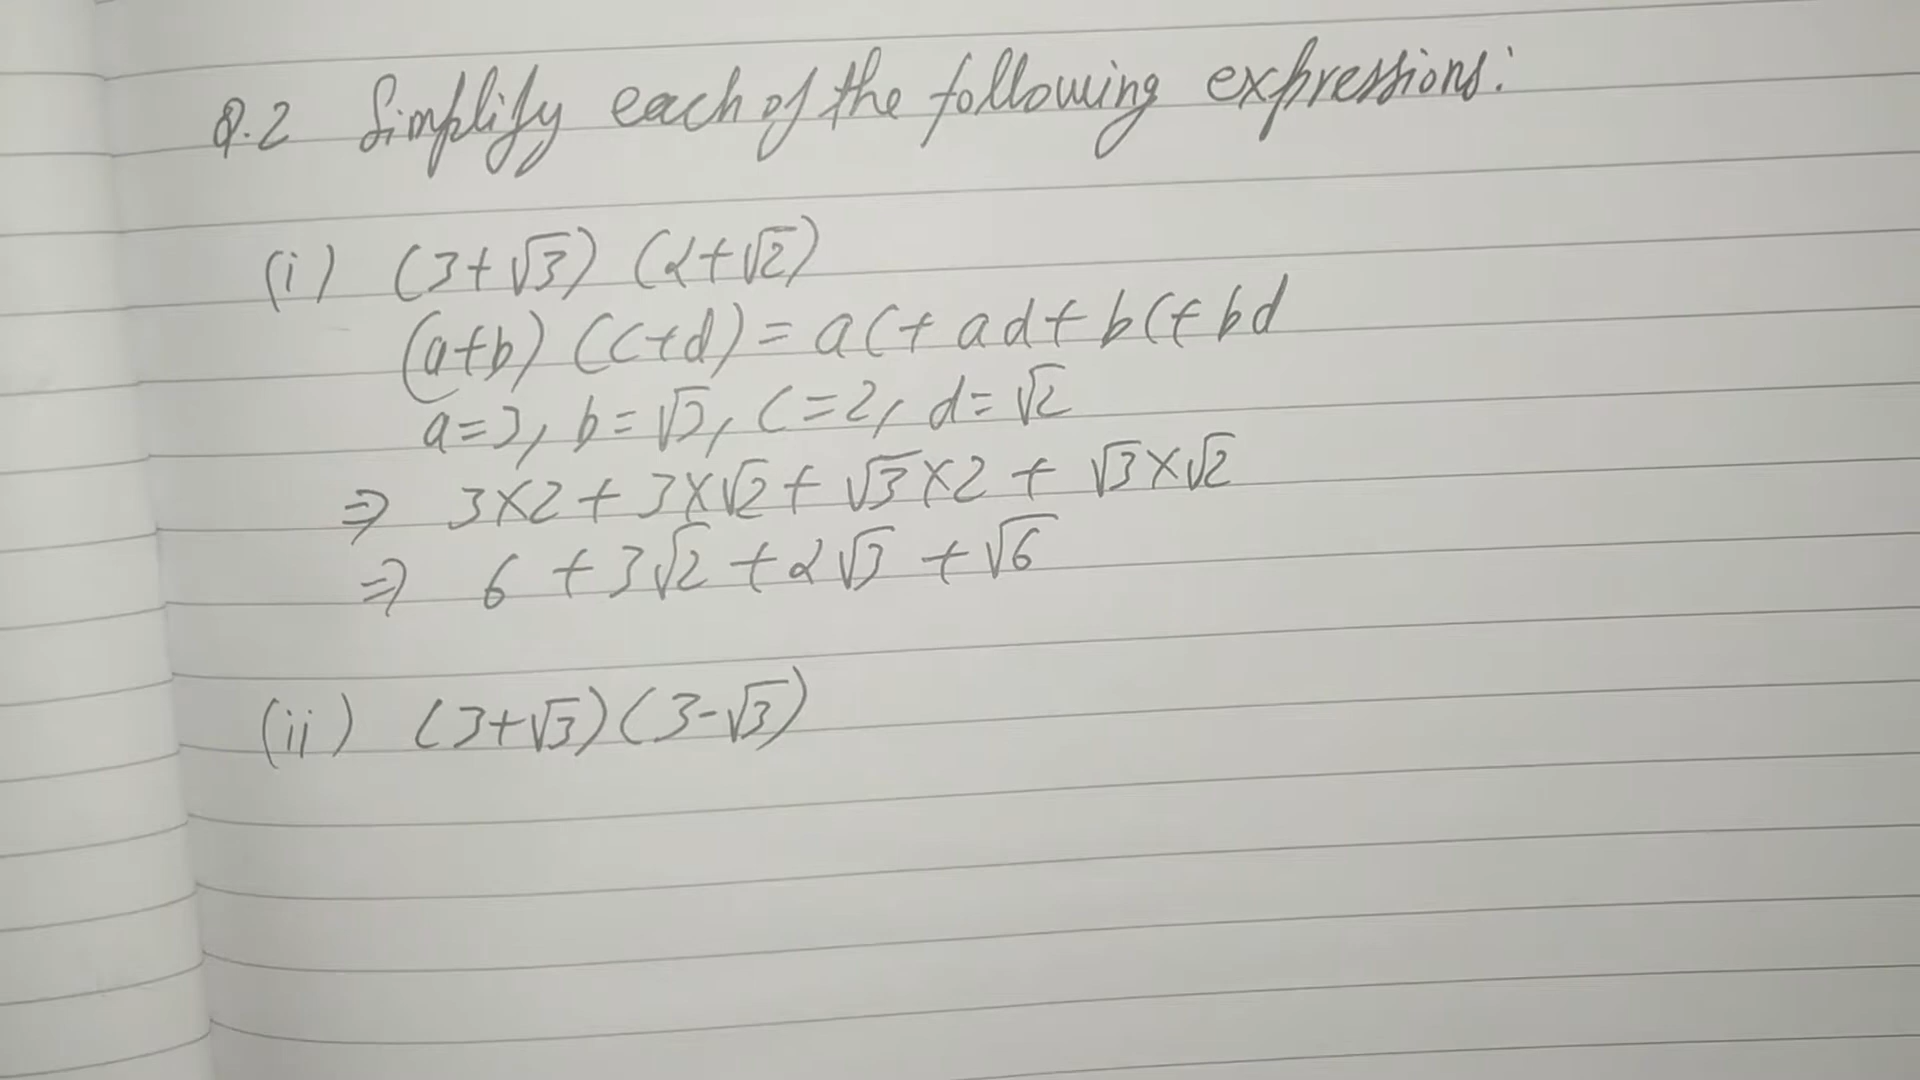 Q.2 Simplify each of the following expressions:
(i) (3+√3) (2+√2)
(a+b) (c+d) = ac+ ad+ bc+ bd
a=3, b=√3, c=2, d=√2
⇒ 3×2 + 3×√2 + √3×2 + √3×√2
⇒ 6 + 3√2 + 2√3 + √6
(ii) (3+√3)(3-√3)